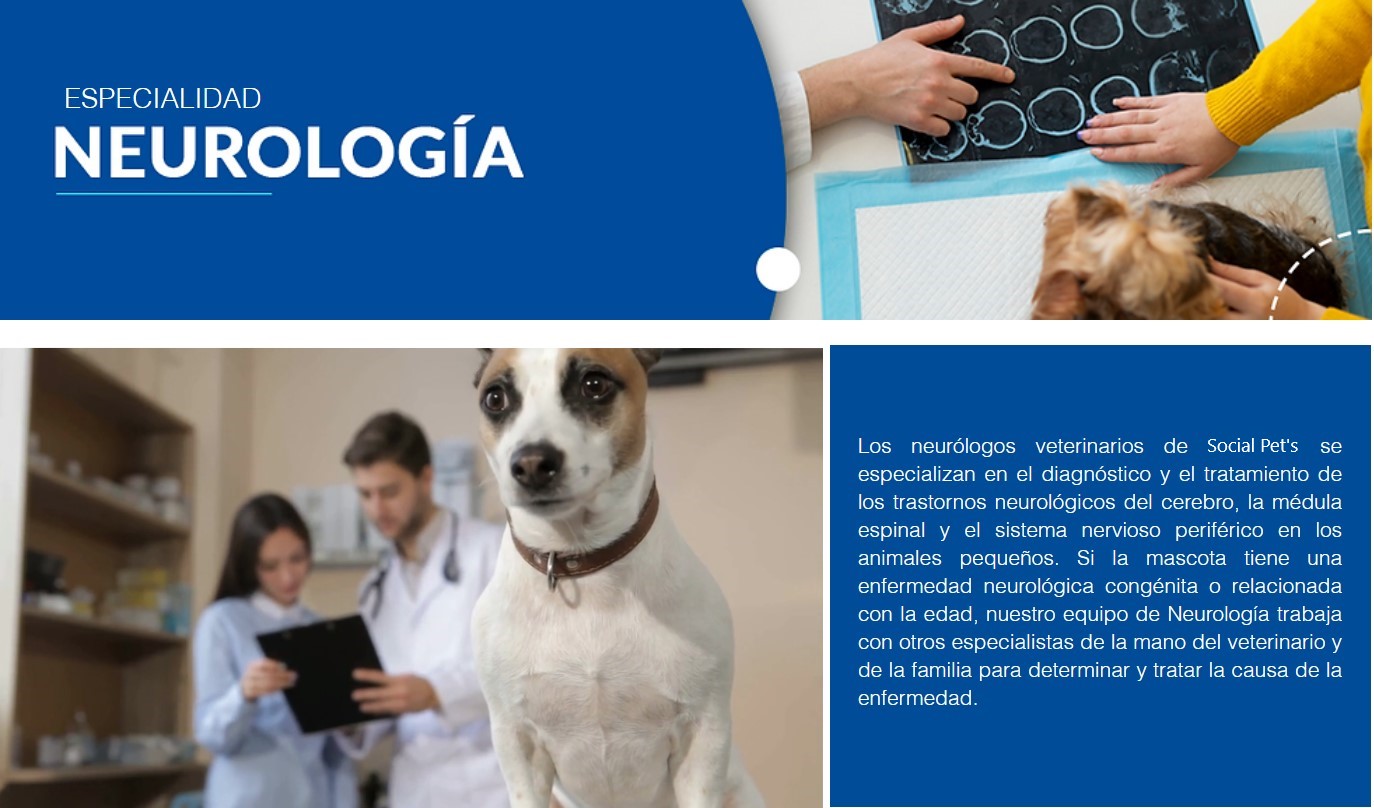 ESPECIALIDAD
NEUROLOGÍA
Los neurólogos veterinarios de Social Pet's se
especializan en el diagnóstico y el tratamiento de
los trastornos neurológicos del cerebro, la médula
espinal y el sistema nervioso periférico en los
animales pequeños. Si la mascota tiene una
enfermedad neurológica congénita o relacionada
con la edad, nuestro equipo de Neurología trabaja
con otros especialistas de la mano del veterinario y
de la familia para determinar y tratar la causa de la
enfermedad.